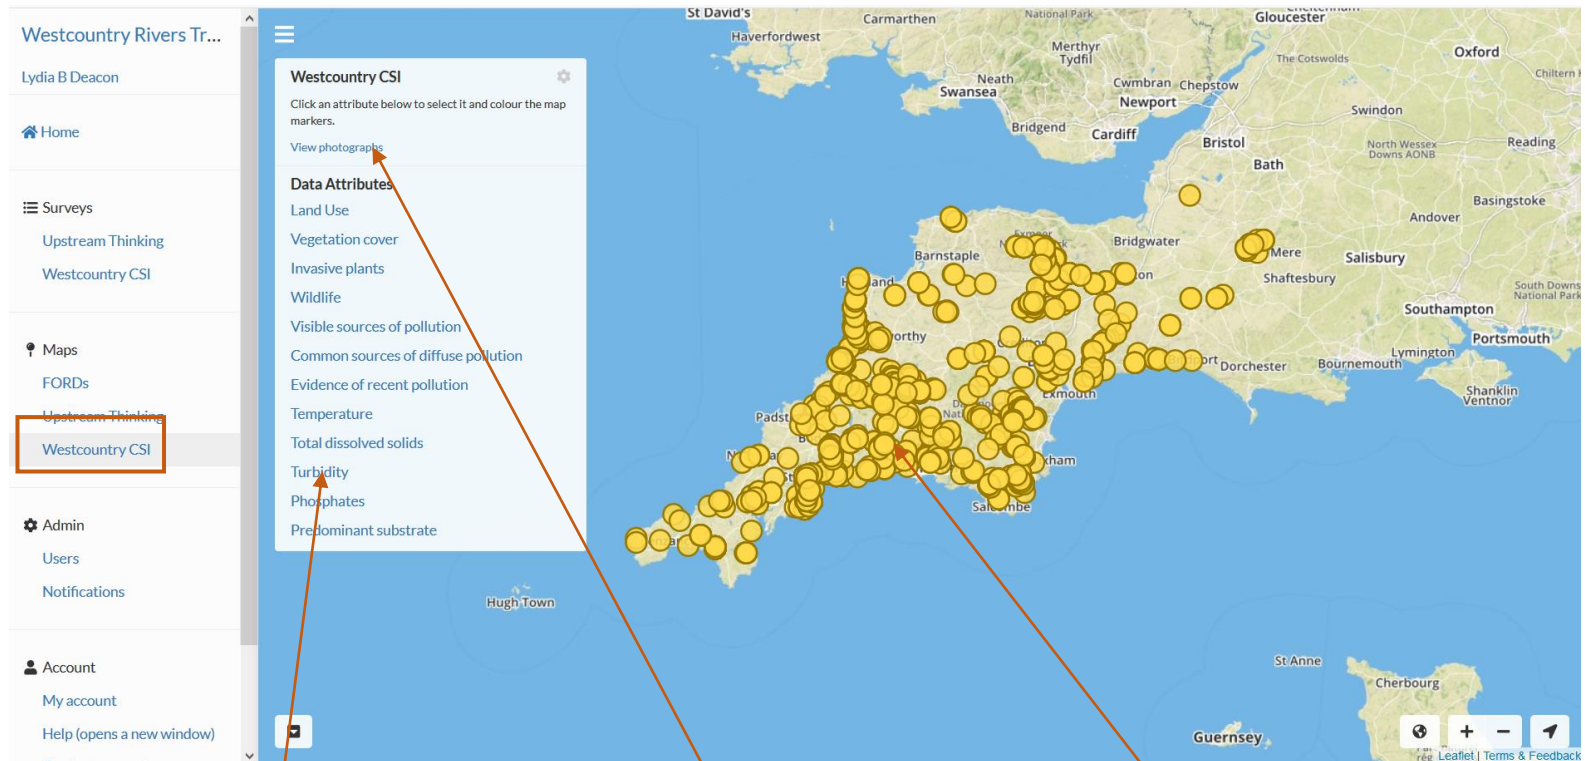 Westcountry Rivers Tr...
Lydia B Deacon
Home
Surveys
Upstream Thinking
Westcountry CSI
Maps
FORDs
Upstream Thinking
Westcountry CSI
Admin
Users
Notifications
Account
My account
Help (opens a new window)
Westcountry CSI
Click an attribute below to select it and colour the map
markers.
View photographs
Data Attributes
Land Use
Vegetation cover
Invasive plants
Wildlife
Visible sources of pollution
Common sources of diffuse pollution
Evidence of recent pollution
Temperature
Total dissolved solids
Turbidity
Phosphates
Predominant substrate
St David's
Carmarthen
National Park
Gloucester
Haverfordwest
Merthyr
Tydfil
Oxford
The Cotswolds
Chiltern
Neath
Swansea
Cwmbran
Chepstow
Newport
Swindon
Bridgend
Cardiff
Bristol
North Wessex
Downs AONB
Reading
Bath
Basingstoke
Andover
Bridgwater
Barnstaple
Mere
Salisbury
Shaftesbury
South Downs
National Park
Southampton
Portsmouth
Lymington
Dorchester
Bournemouth
Shanklin
Ventnor
Exmouth
Hugh Town
St Anne
Cherbourg
Guernsey
Leaflet | Terms & Feedback